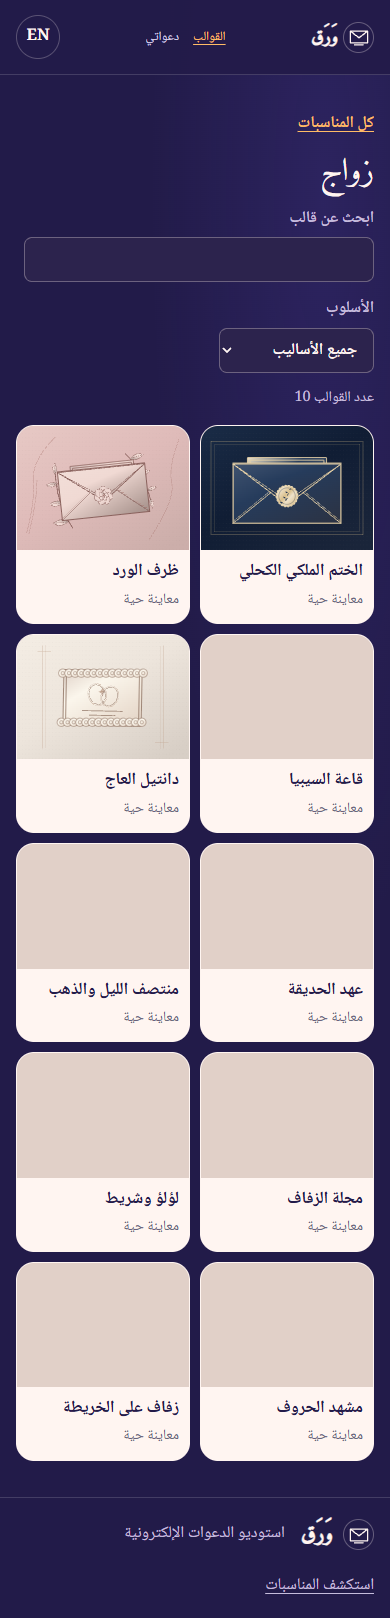 وَرَق
القوالب
دعواتي
EN
كل المناسبات
زواج
ابحث عن قالب
الأسلوب
جميع الأساليب
عدد القوالب 10
الختم الملكي الكحلي
معاينة حية
ظرف الورد
معاينة حية
قاعة السيبيا
معاينة حية
دانتيل العاج
معاينة حية
عهد الحديقة
معاينة حية
منتصف الليل والذهب
معاينة حية
مجلة الزفاف
معاينة حية
لؤلؤ وشريط
معاينة حية
مشهد الحروف
معاينة حية
زفاف على الخريطة
معاينة حية
وَرَق
استوديو الدعوات الإلكترونية
استكشف المناسبات